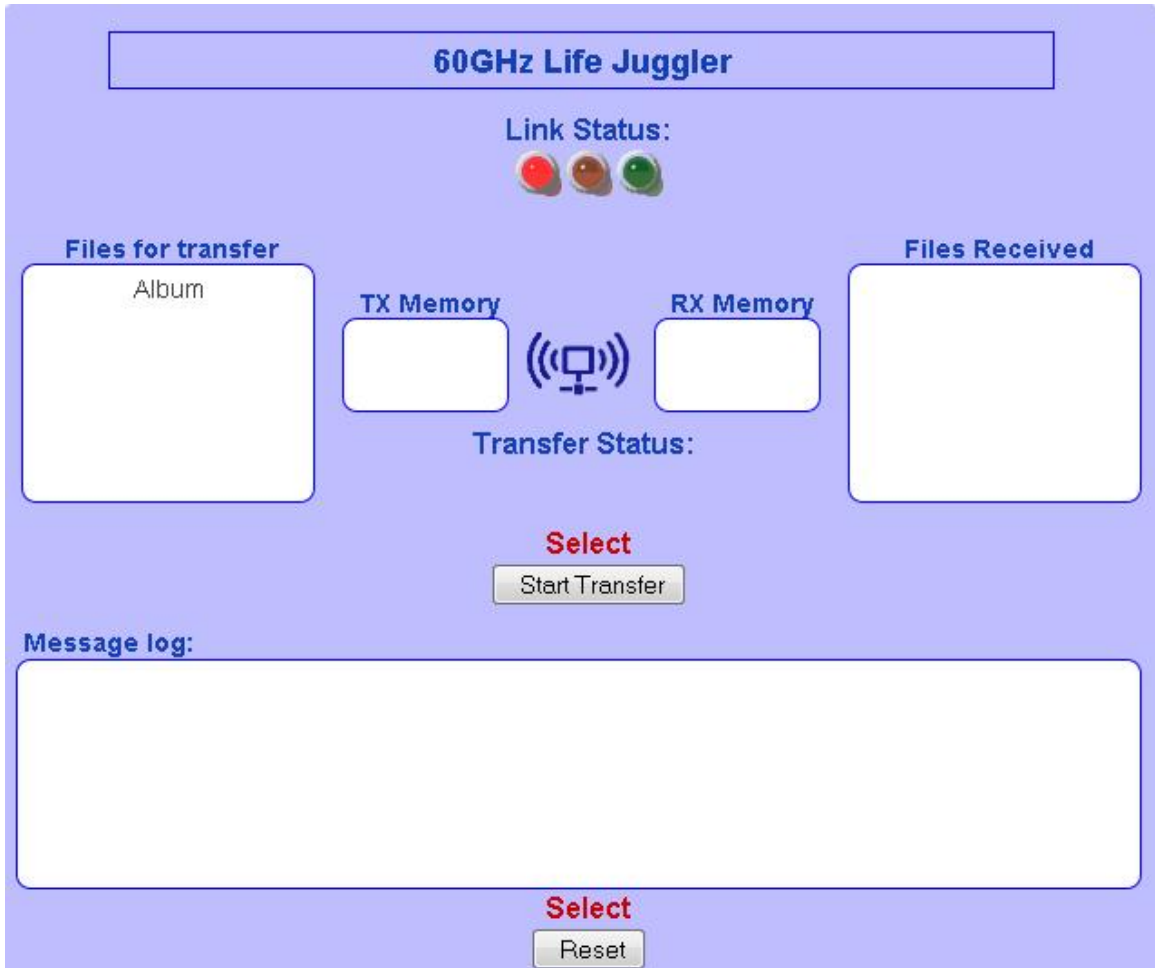 60GHz Life Juggler
Link Status:
Files for transfer
Files Received
Album
TX Memory
RX Memory
Transfer Status:
Select
Start Transfer
Message log:
Select
Reset